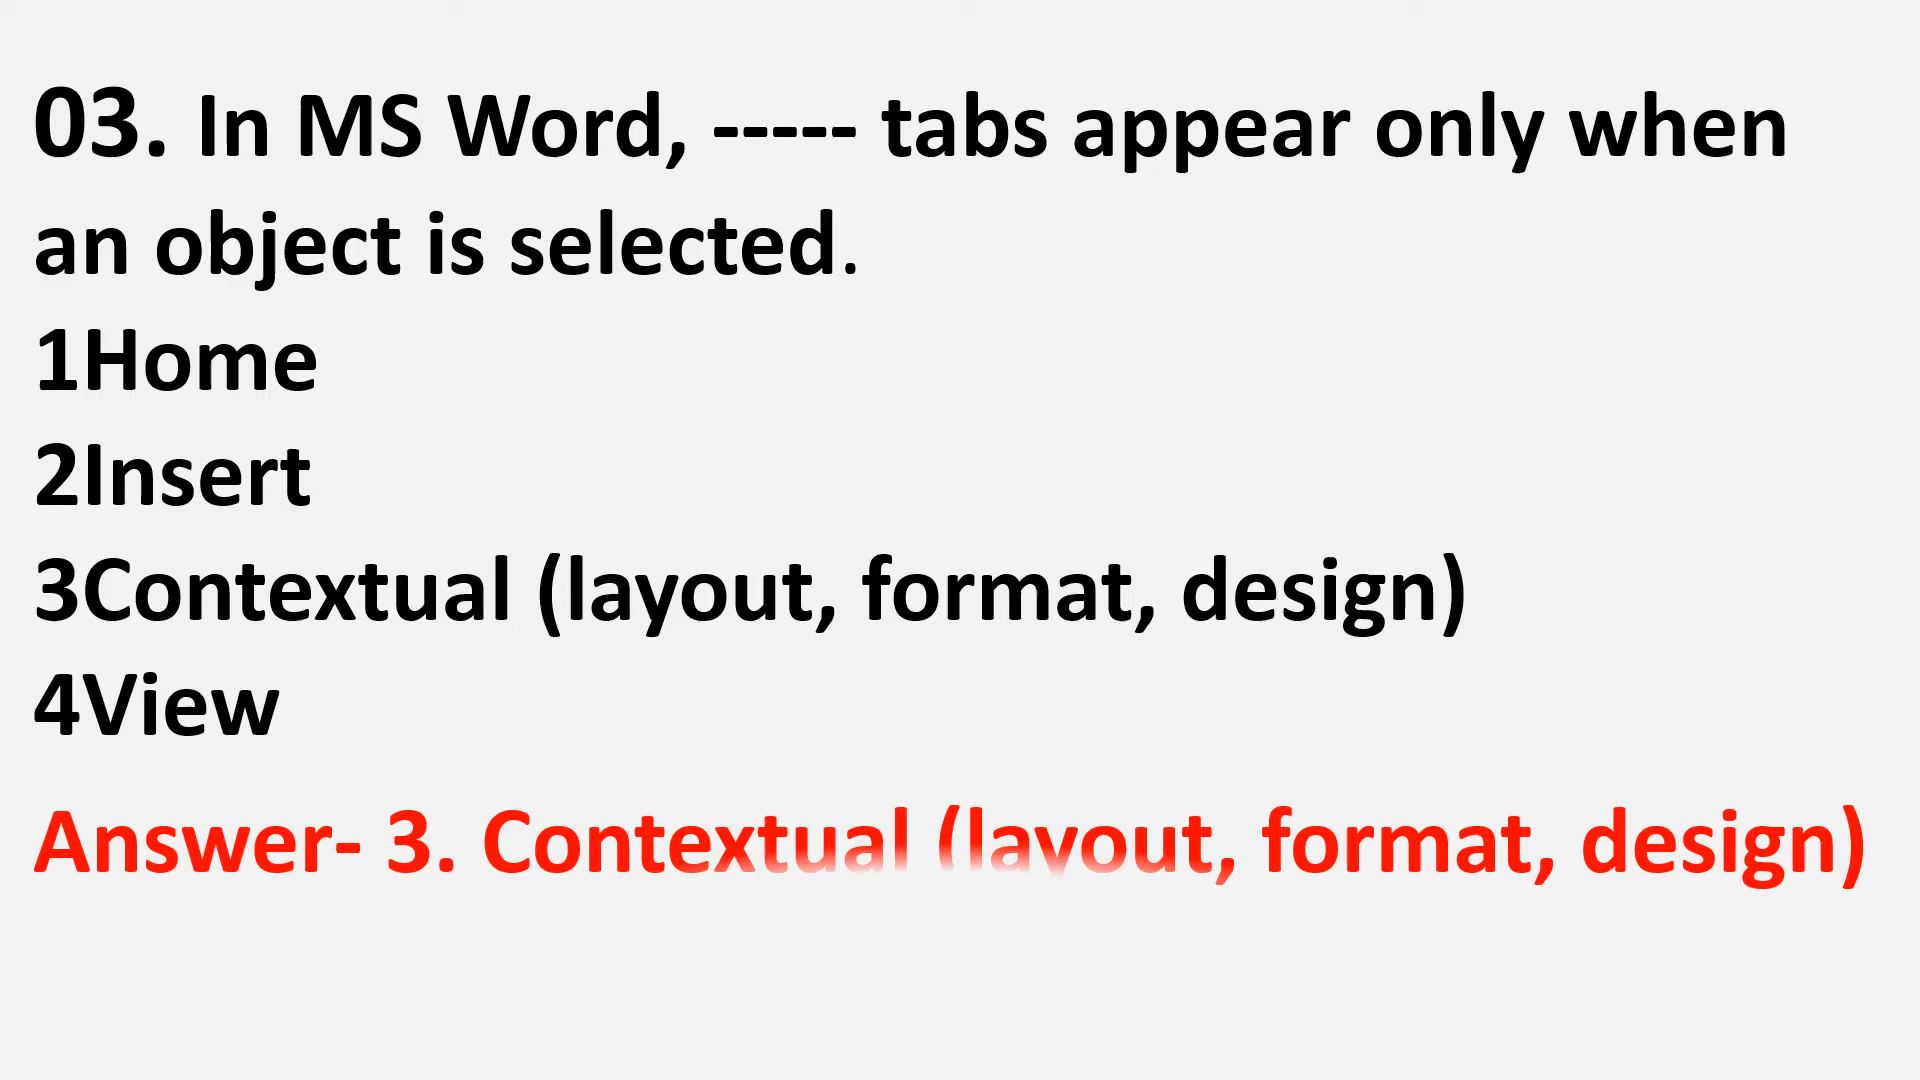 03. In MS Word, ----- tabs appear only when
an object is selected.
1Home
2Insert
3Contextual (layout, format, design)
4View
Answer- 3. Contextual (layout, format, design)